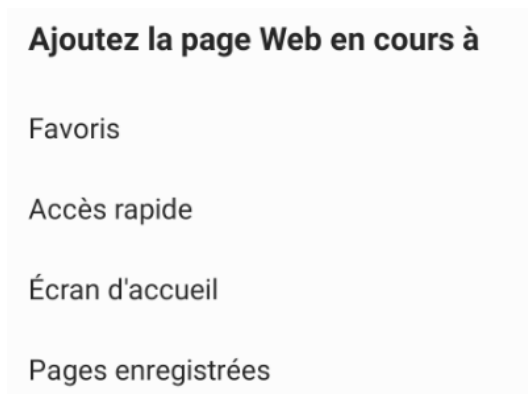 Ajoutez la page Web en cours à
Favoris
Accès rapide
Écran d'accueil
Pages enregistrées